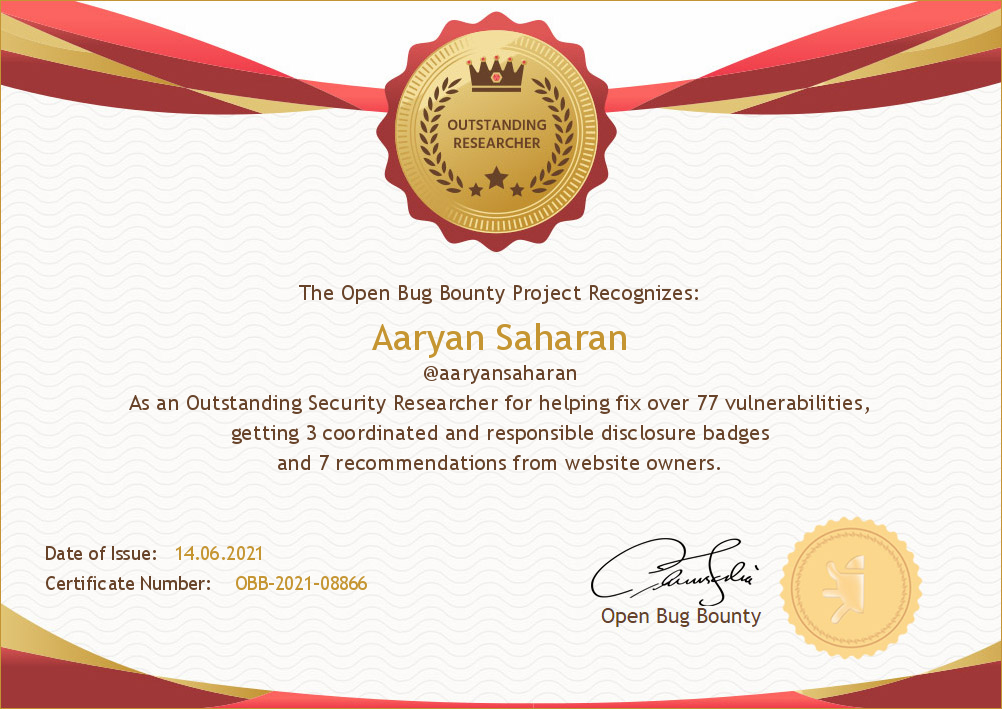 OUTSTANDING
RESEARCHER
The Open Bug Bounty Project Recognizes:
Aaryan Saharan
@aaryansaharan
As an Outstanding Security Researcher for helping fix over 77 vulnerabilities,
getting 3 coordinated and responsible disclosure badges
and 7 recommendations from website owners.
Date of Issue: 14.06.2021
Certificate Number: OBB-2021-08866
Open Bug Bounty